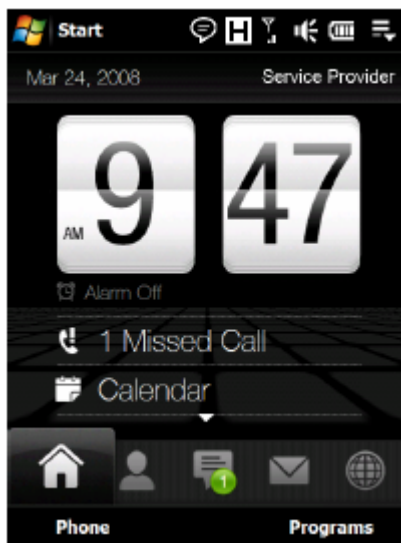 Start H
Mar 24, 2008 Service Provider
AM 9 47
Alarm Off
1 Missed Call
Calendar
1
Phone Programs